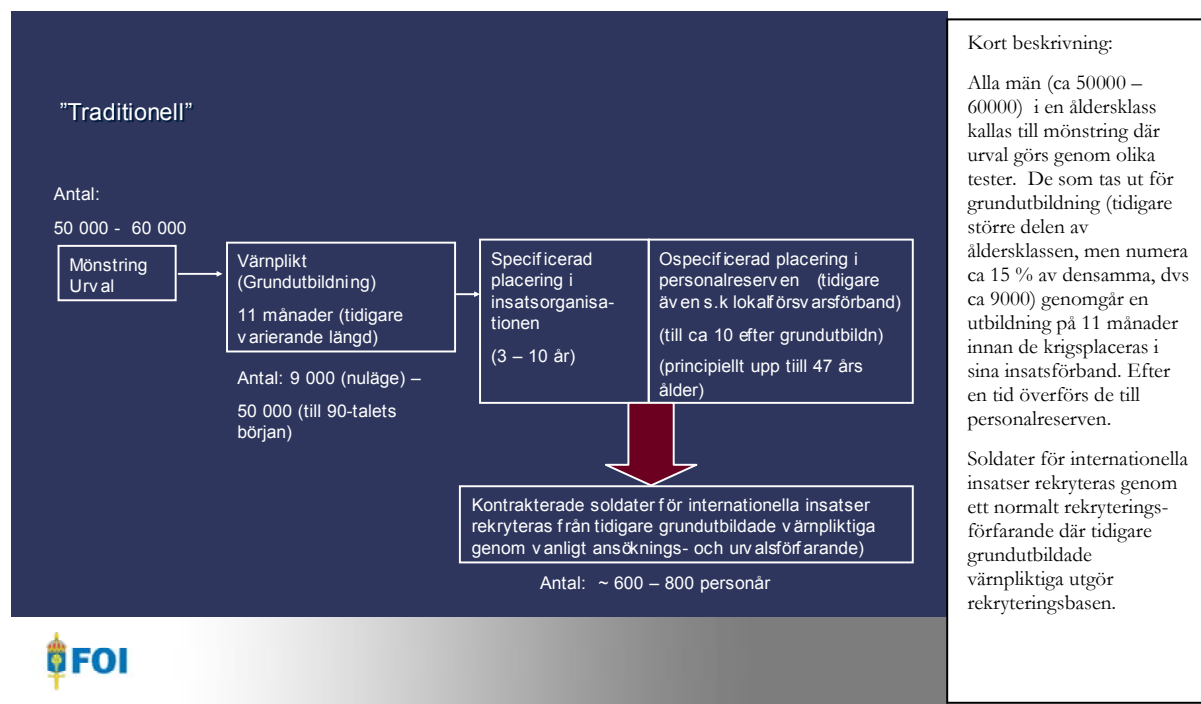 ”Traditionell”
Antal:
50 000 - 60 000
Mönstring
Urval
Värnplikt
(Grundutbildning)
11 månader (tidigare
varierande längd)
Antal: 9 000 (nuläge) –
50 000 (till 90-talets
början)
Specificerad
placering i
insatsorganisa-
tionen
(3 – 10 år)
Ospecificerad placering i
personalreserven (tidigare
även s.k lokalförsvarsförband)
(till ca 10 efter grundutbildn)
(principiellt upp tiill 47 års
ålder)
Kontrakterade soldater för internationella insatser
rekryteras från tidigare grundutbildade värnpliktiga
genom vanligt ansöknings- och urvalsförfarande)
Antal: ~ 600 – 800 personår
FOI
Kort beskrivning:
Alla män (ca 50000 –
60000) i en åldersklass
kallas till mönstring där
urval görs genom olika
tester. De som tas ut för
grundutbildning (tidigare
större delen av
åldersklassen, men numera
ca 15 % av densamma, dvs
ca 9000) genomgår en
utbildning på 11 månader
innan de krigsplaceras i
sina insatsförband. Efter
en tid överförs de till
personalreserven.
Soldater för internationella
insatser rekryteras genom
ett normalt rekryterings-
förfarande där tidigare
grundutbildade
värnpliktiga utgör
rekryteringsbasen.